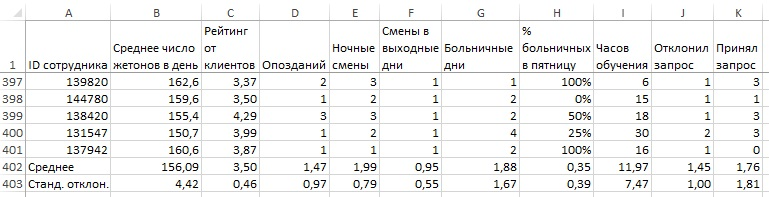 A B C D E F G H I J K
1 ID сотрудника Среднее число жетонов в день Рейтинг от клиентов Опозданий Ночные смены Смены в выходные дни Больничные дни % больничных в пятницу Часов обучения Отклонил запрос Принял запрос
397 139820 162,6 3,37 2 3 1 1 100% 6 1 3
398 144780 159,6 3,50 1 2 1 2 0% 15 1 1
399 138420 155,4 4,29 3 3 1 2 50% 18 1 3
400 131547 150,7 3,99 1 2 1 4 25% 30 2 3
401 137942 160,6 3,87 1 1 1 2 100% 16 1 0
402 Среднее 156,09 3,50 1,47 1,99 0,95 1,88 0,35 11,97 1,45 1,76
403 Станд. отклон. 4,42 0,46 0,97 0,79 0,55 1,67 0,39 7,47 1,00 1,81